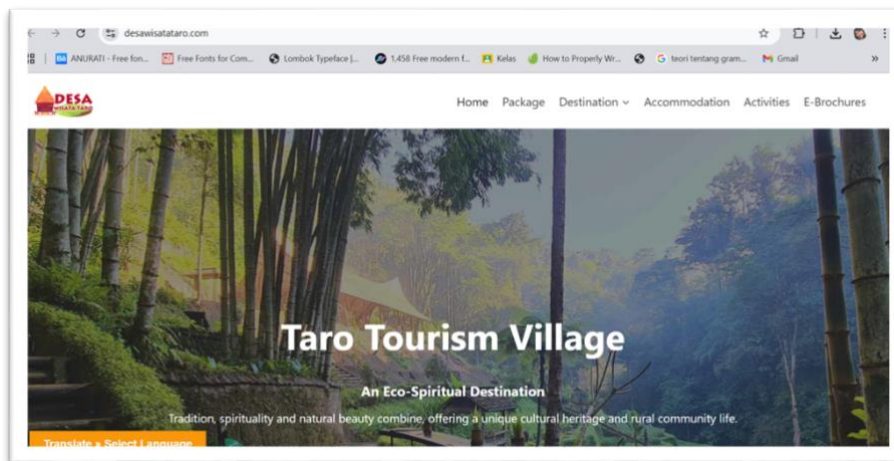 desawisatataro.com
ANURATI - Free fon... Free Fonts for Com... Lombok Typeface |... 1,458 Free modern f... Kelas How to Properly Wr... teori tentang gram... Gmail »
DESA
WISATA TARO
Home Package Destination Accommodation Activities E-Brochures
Taro Tourism Village
An Eco-Spiritual Destination
Tradition, spirituality and natural beauty combine, offering a unique cultural heritage and rural community life.
Translate » Select Language